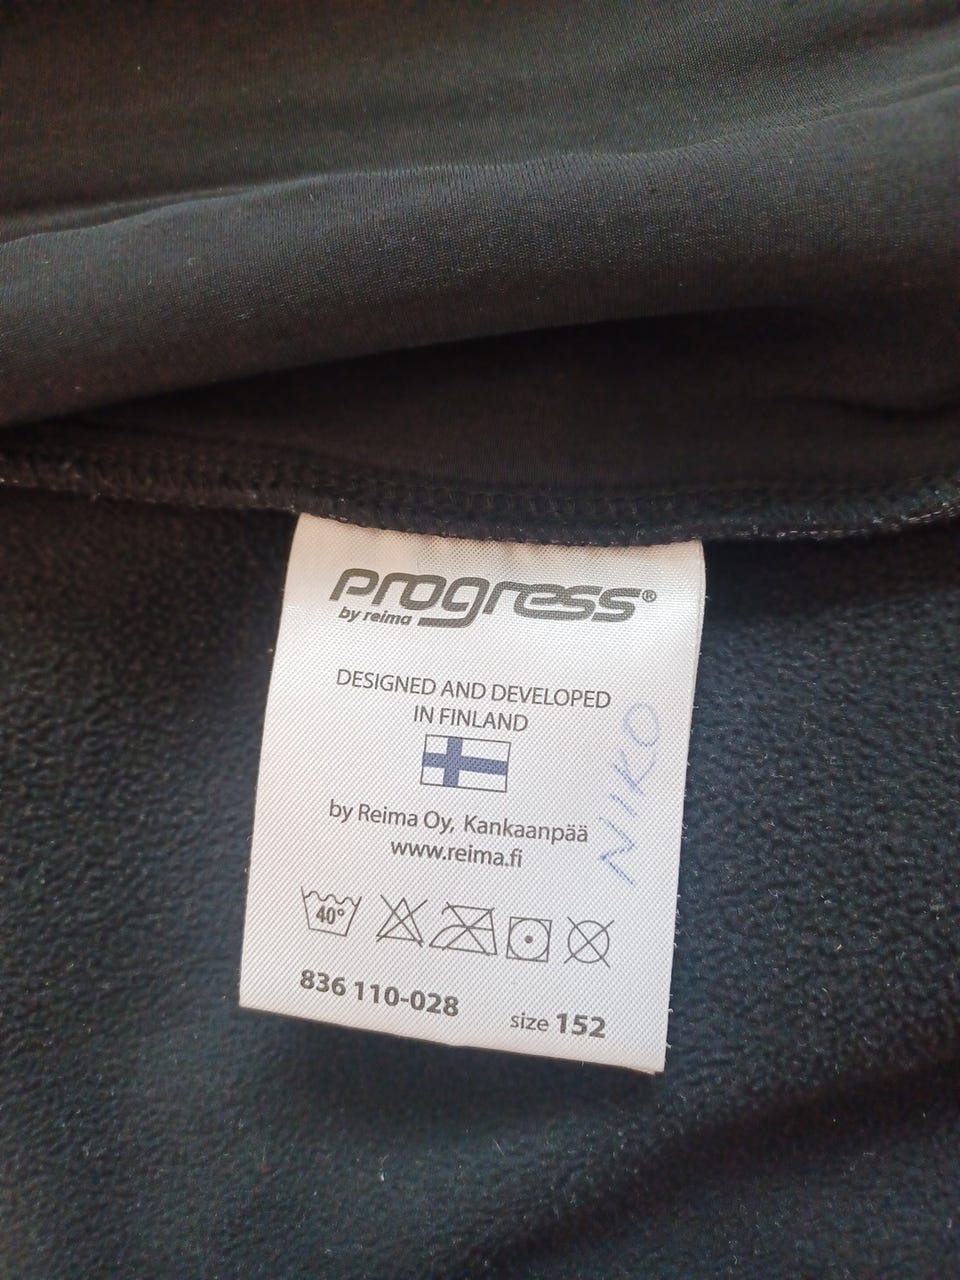 progress®
by reima
DESIGNED AND DEVELOPED
IN FINLAND
by Reima Oy, Kankaanpää
www.reima.fi
NIKO
40°
836 110-028
size 152